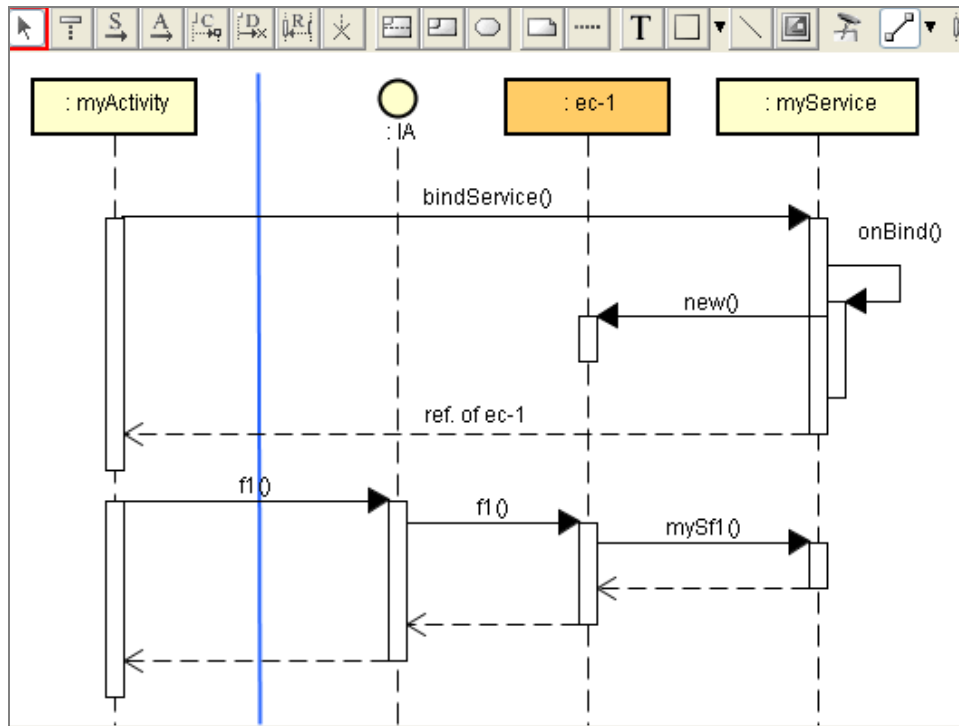 S A C D R T
: myActivity : IA : ec-1 : myService
bindService()
onBind()
new()
ref. of ec-1
f1()
f1()
mySf1()